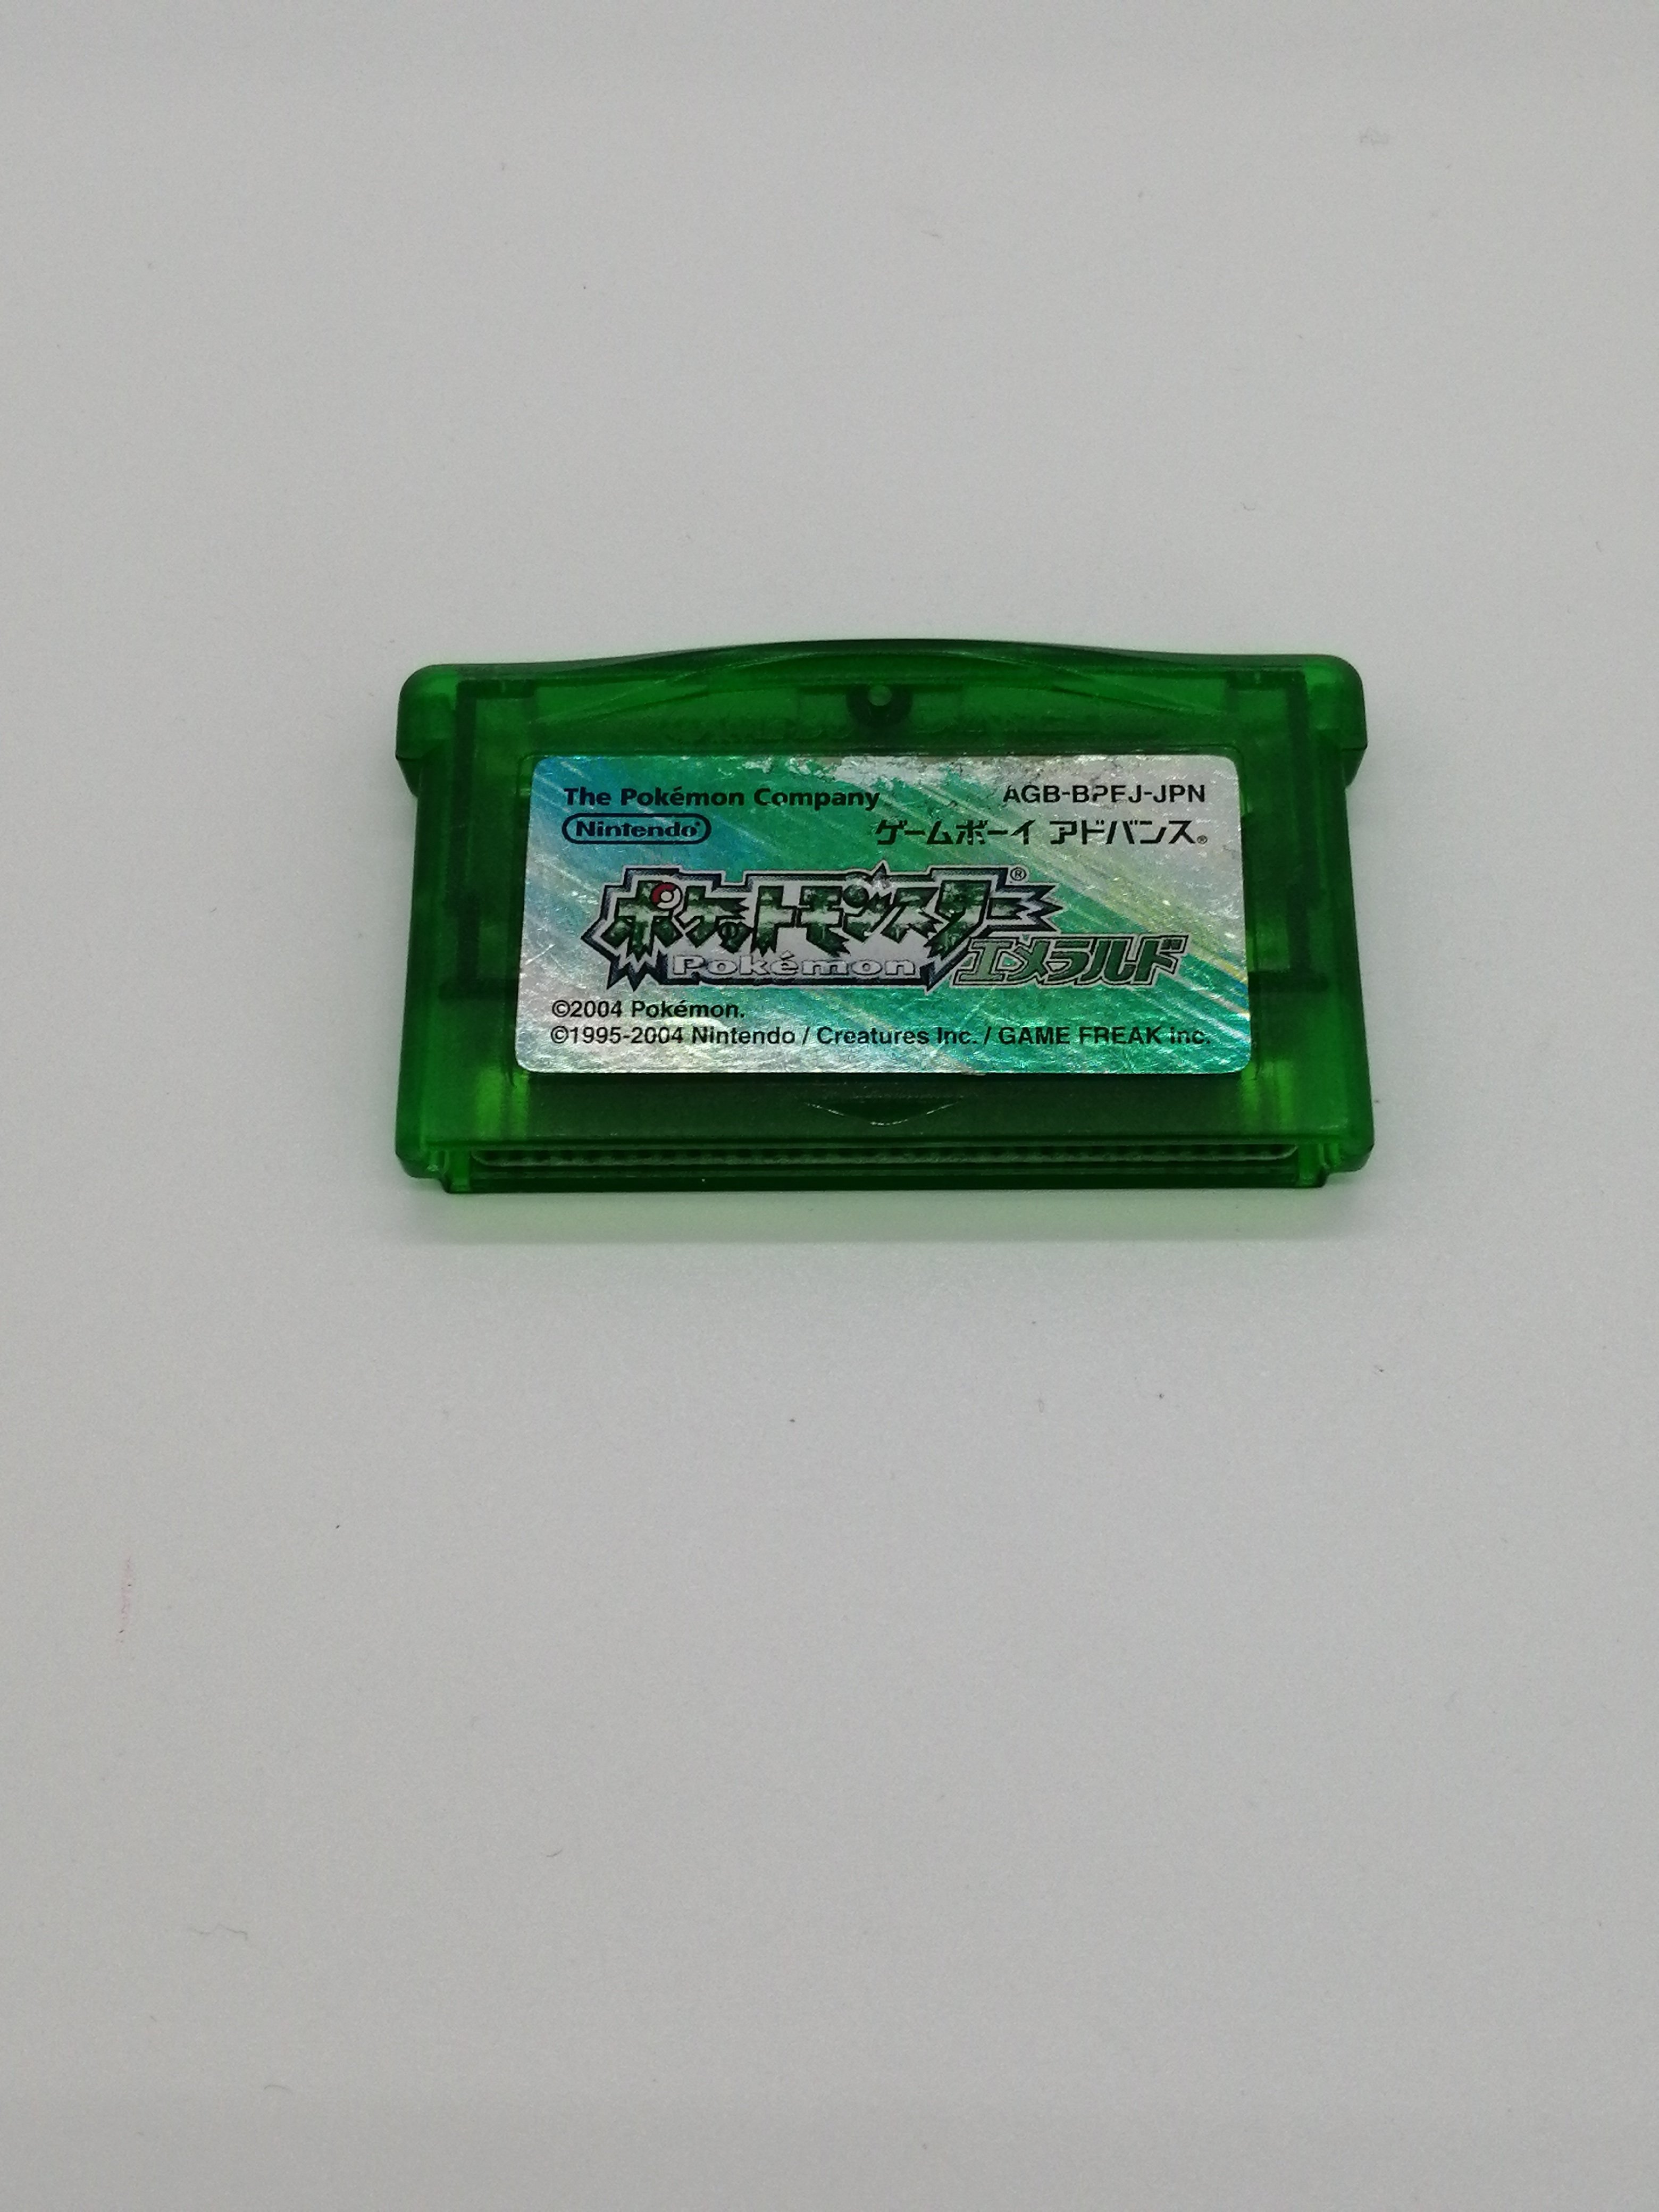 The Pokémon Company
AGB-BPEJ-JPN
Nintendo®
ゲームボーイ アドバンス®
ポケットモンスター®
Pokémon
エメラルド
©2004 Pokémon.
©1995-2004 Nintendo / Creatures Inc. / GAME FREAK inc.